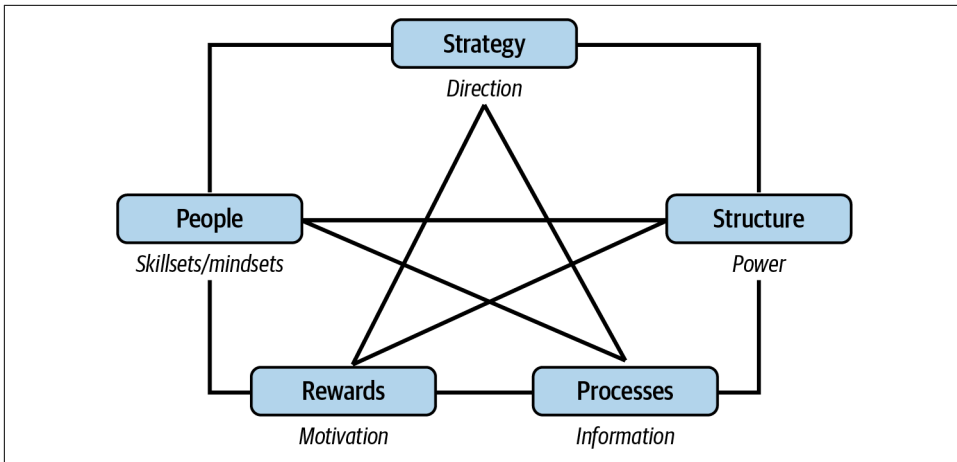 Strategy
Direction
People
Skillsets/mindsets
Structure
Power
Rewards
Motivation
Processes
Information